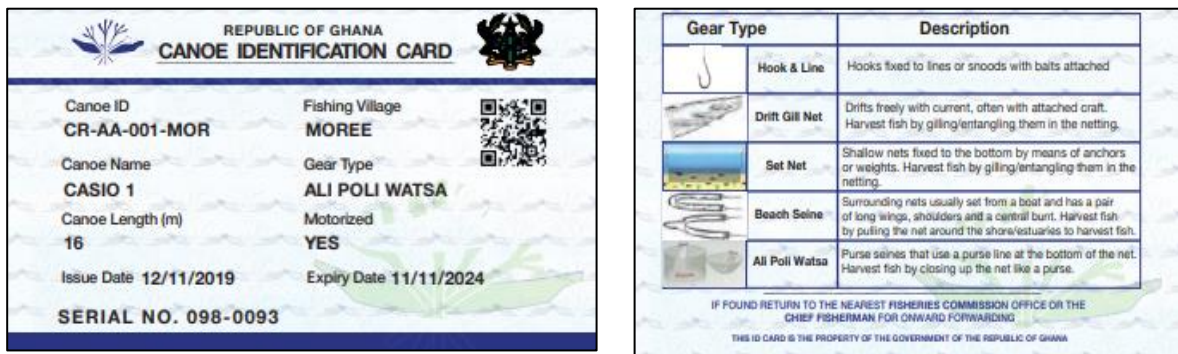 REPUBLIC OF GHANA
CANOE IDENTIFICATION CARD
Canoe ID
CR-AA-001-MOR
Fishing Village
MOREE
Canoe Name
CASIO 1
Gear Type
ALI POLI WATSA
Canoe Length (m)
16
Motorized
YES
Issue Date 12/11/2019
Expiry Date 11/11/2024
SERIAL NO. 098-0093
Gear Type
Description
Hook & Line
Hooks fixed to lines or snoods with baits attached
Drift Gill Net
Drifts freely with current, often with attached craft.
Harvest fish by gilling/entangling them in the netting.
Set Net
Shallow nets fixed to the bottom by means of anchors
or weights. Harvest fish by gilling/entangling them in the
netting.
Beach Seine
Surrounding nets usually set from a boat and has a pair
of long wings, shoulders and a central bunt. Harvest fish
by pulling the net around the shore/estuaries to harvest fish.
Ali Poli Watsa
Purse seines that use a purse line at the bottom of the net.
Harvest fish by closing up the net like a purse.
IF FOUND RETURN TO THE NEAREST FISHERIES COMMISSION OFFICE OR THE
CHIEF FISHERMAN FOR ONWARD FORWARDING
THIS ID CARD IS THE PROPERTY OF THE GOVERNMENT OF THE REPUBLIC OF GHANA